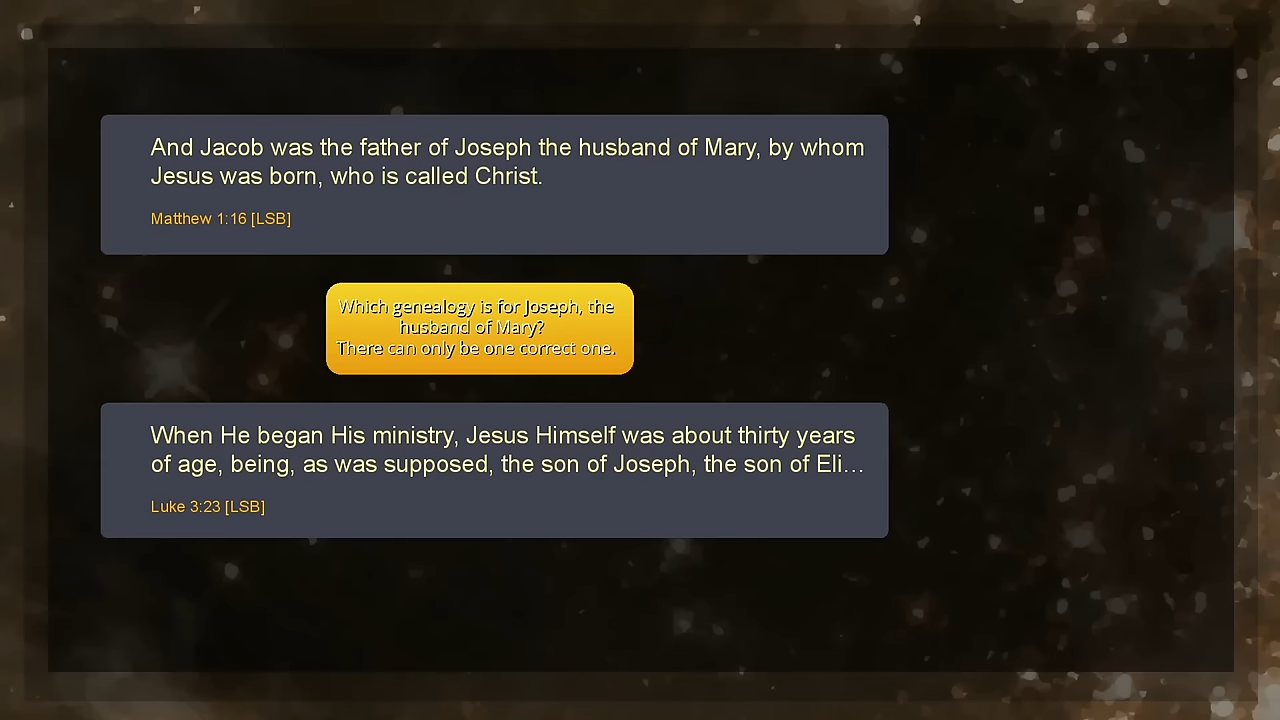 And Jacob was the father of Joseph the husband of Mary, by whom
Jesus was born, who is called Christ.
Matthew 1:16 [LSB]
Which genealogy is for Joseph, the
husband of Mary?
There can only be one correct one.
When He began His ministry, Jesus Himself was about thirty years
of age, being, as was supposed, the son of Joseph, the son of Eli…
Luke 3:23 [LSB]